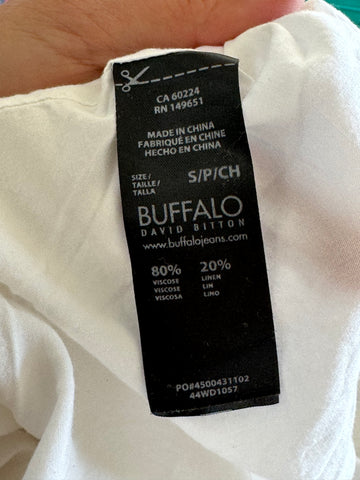 CA 60224
RN 149651
MADE IN CHINA
FABRIQUÉ EN CHINE
HECHO EN CHINA
SIZE/
TAILLE/
TALLA
S/P/CH
BUFFALO
DAVID BITTON
www.buffalojeans.com
80% 20%
VISCOSE LINEN
VISCOSE LIN
VISCOSA LINO
PO#4500431102
44WD1057